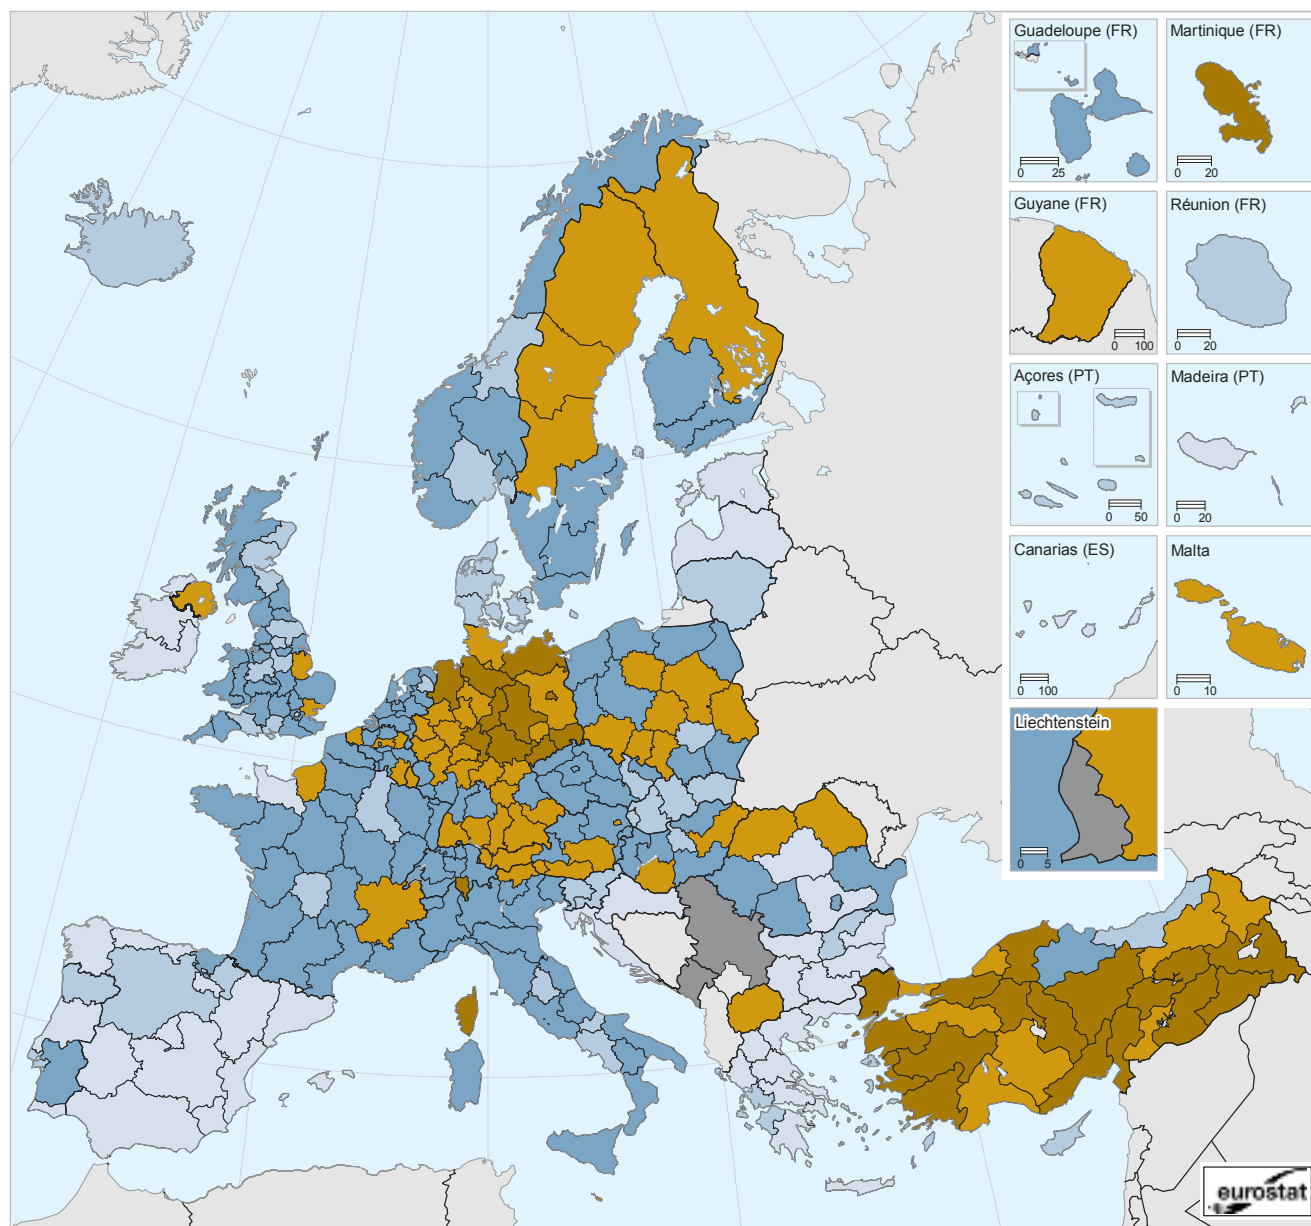 Guadeloupe (FR)
0 25
Martinique (FR)
0 20
Guyane (FR)
0 100
Réunion (FR)
0 20
Açores (PT)
0 50
Madeira (PT)
0 20
Canarias (ES)
0 100
Malta
0 10
Liechtenstein
0 5
eurostat